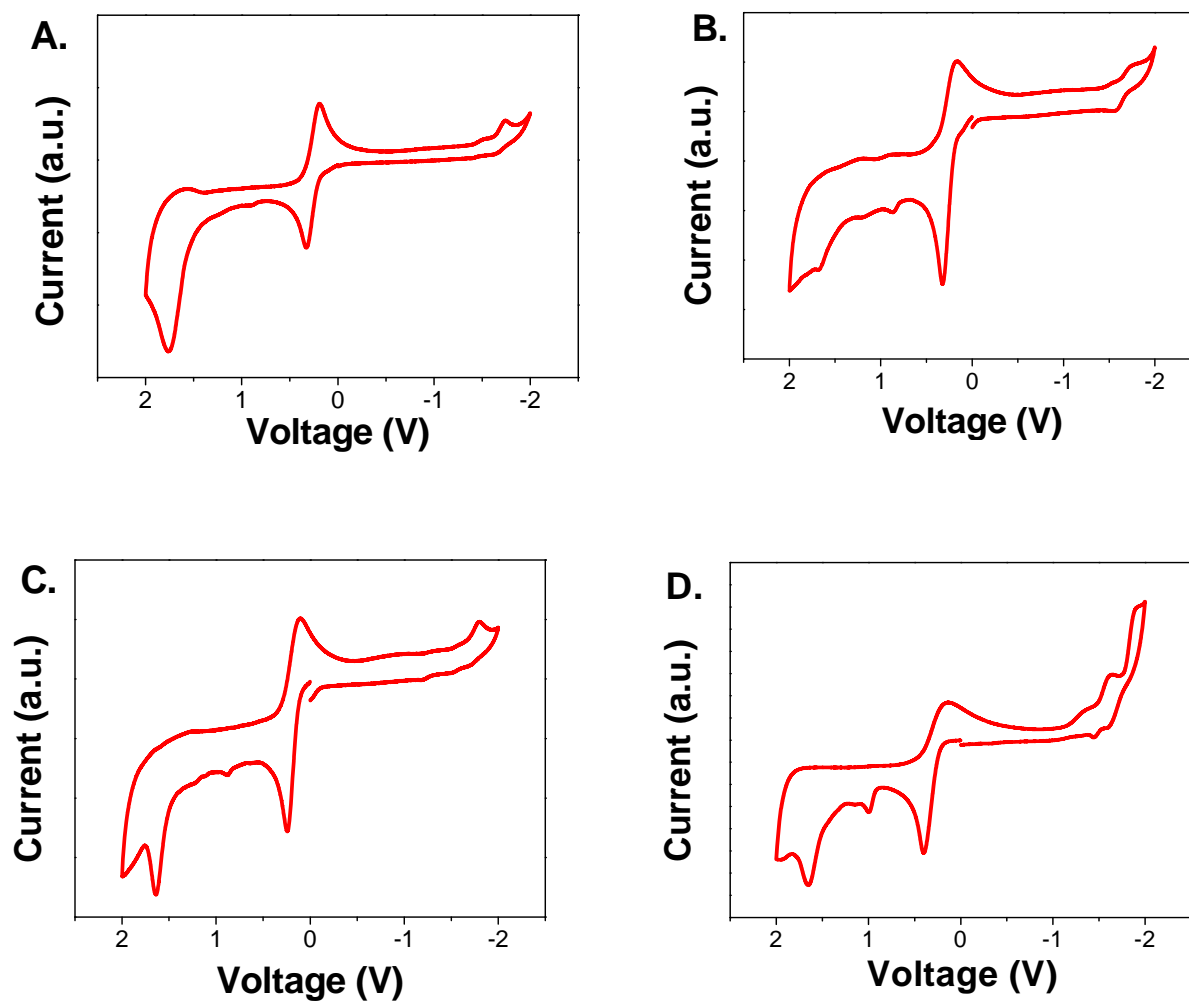 A.
Current (a.u.)
2 1 0 -1 -2
Voltage (V)
B.
Current (a.u.)
2 1 0 -1 -2
Voltage (V)
C.
Current (a.u.)
2 1 0 -1 -2
Voltage (V)
D.
Current (a.u.)
2 1 0 -1 -2
Voltage (V)